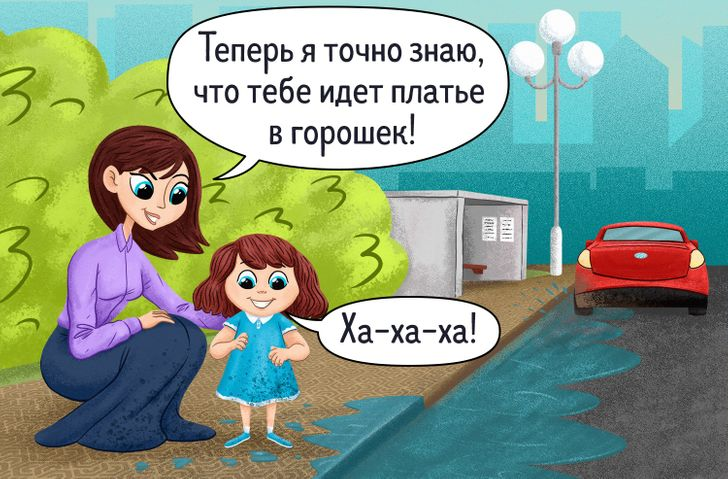 Теперь я точно знаю,
что тебе идет платье
в горошек!
Ха-ха-ха!